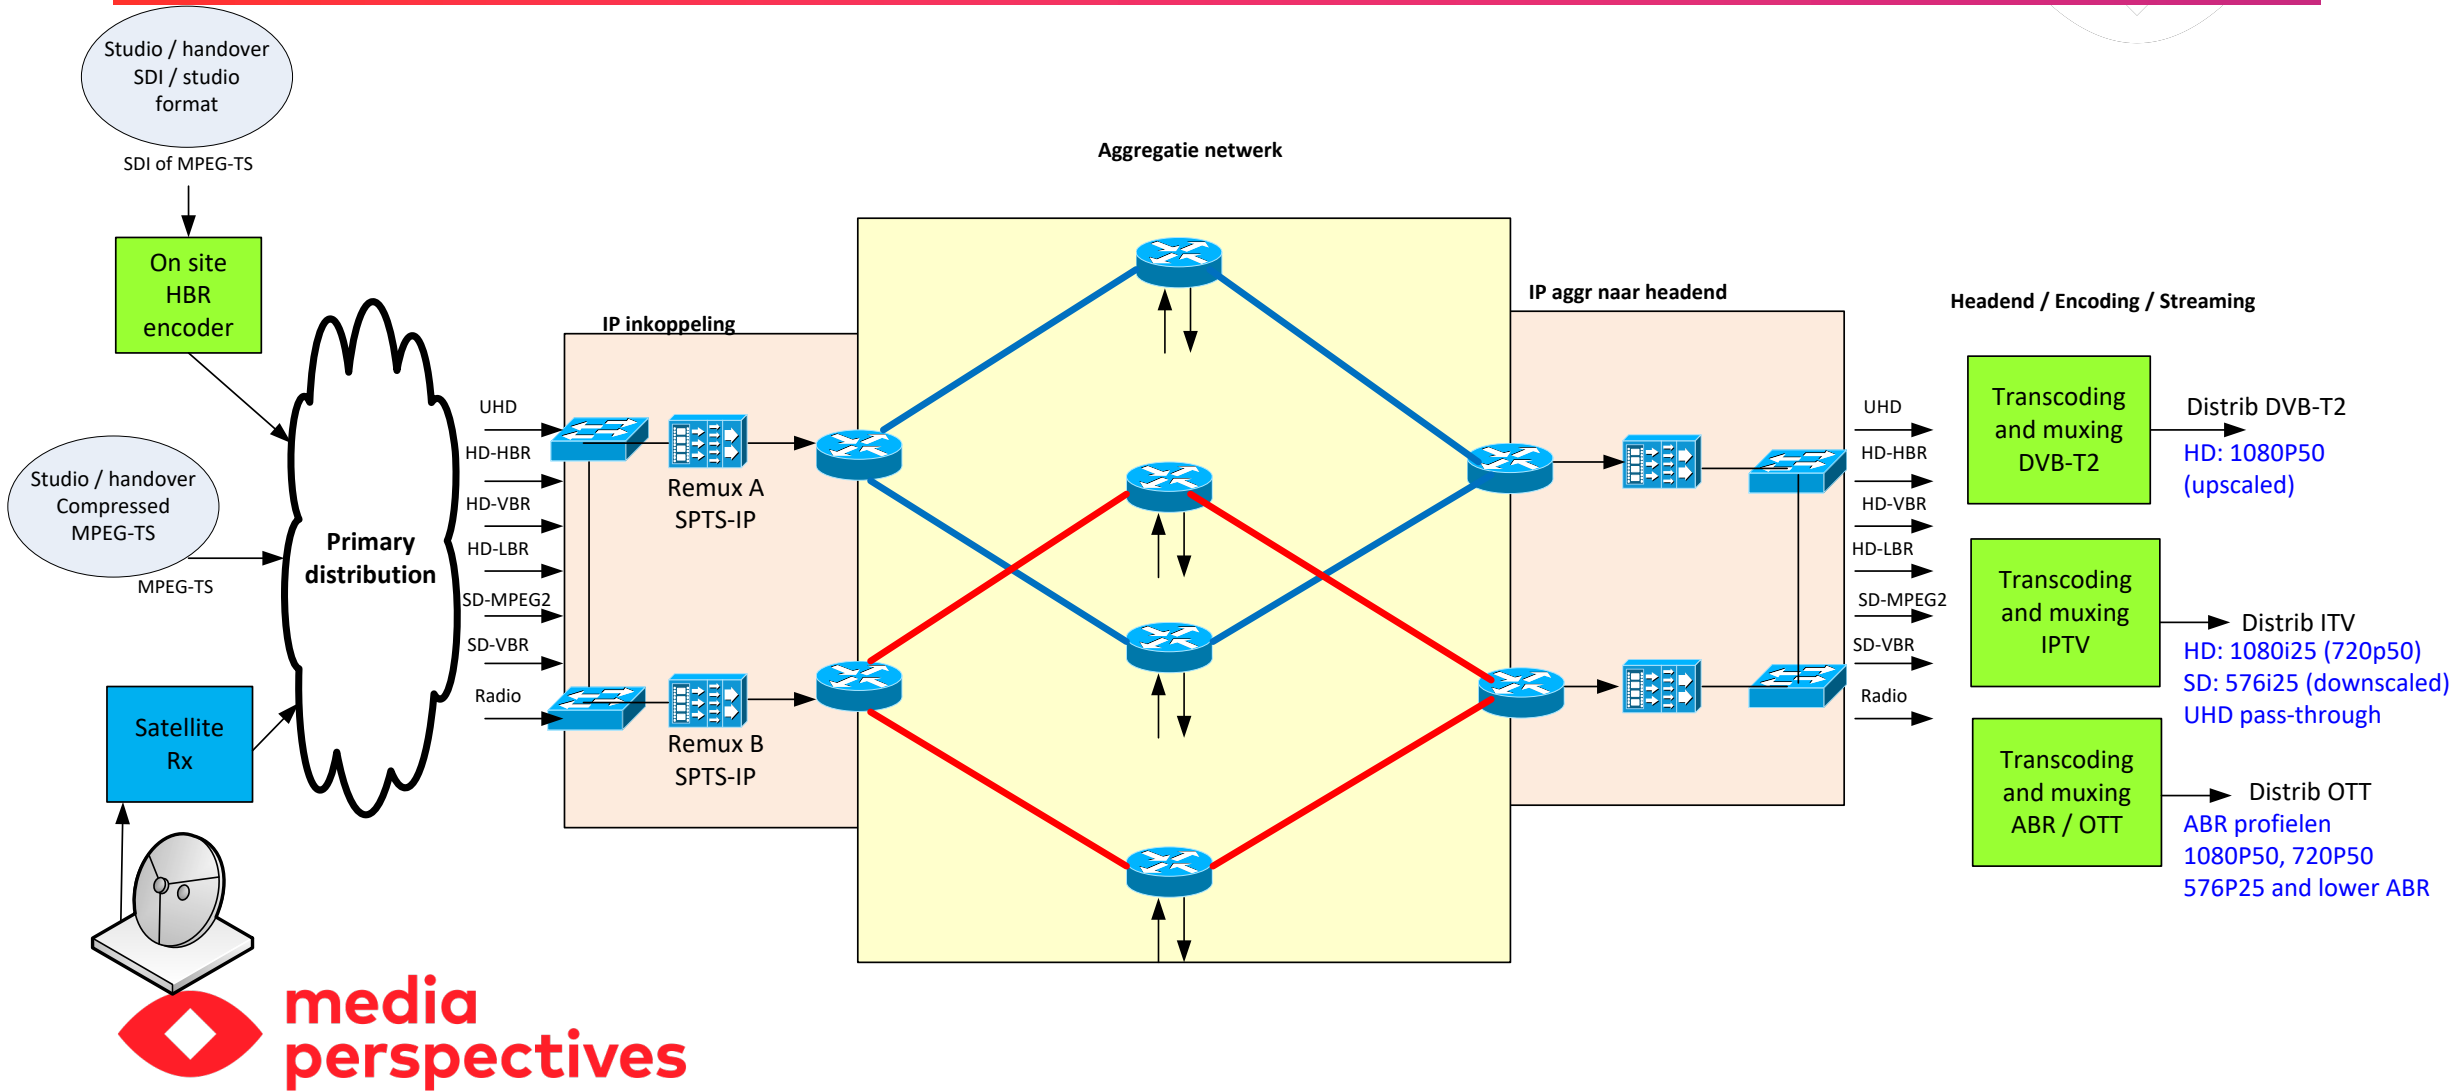 Studio / handover
SDI / studio
format
SDI of MPEG-TS
On site
HBR
encoder
Studio / handover
Compressed
MPEG-TS
MPEG-TS
Satellite
Rx
Primary
distribution
UHD
HD-HBR
HD-VBR
HD-LBR
SD-MPEG2
SD-VBR
Radio
IP inkoppeling
Remux A
SPTS-IP
Remux B
SPTS-IP
Aggregatie netwerk
IP aggr naar headend
UHD
HD-HBR
HD-VBR
HD-LBR
SD-MPEG2
SD-VBR
Radio
Headend / Encoding / Streaming
Transcoding
and muxing
DVB-T2
Distrib DVB-T2
HD: 1080P50
(upscaled)
Transcoding
and muxing
IPTV
Distrib ITV
HD: 1080i25 (720p50)
SD: 576i25 (downscaled)
UHD pass-through
Transcoding
and muxing
ABR / OTT
Distrib OTT
ABR profielen
1080P50, 720P50
576P25 and lower ABR
media
perspectives